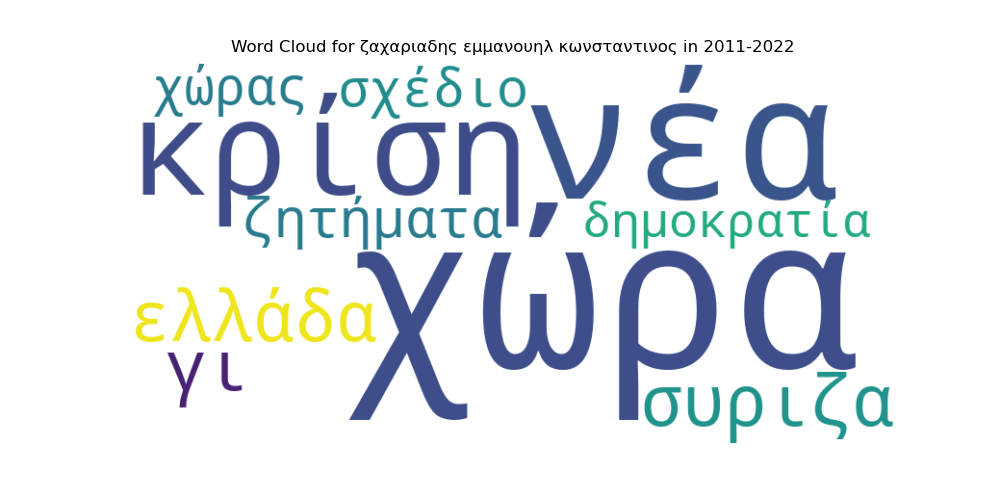 Word Cloud for ζαχαριαδης εμμανουηλ κωνσταντινος in 2011-2022
χώρας σχέδιο
κρίση νέα
ζητήματα δημοκρατία
χώρα
ελλάδα
γι
συριζα